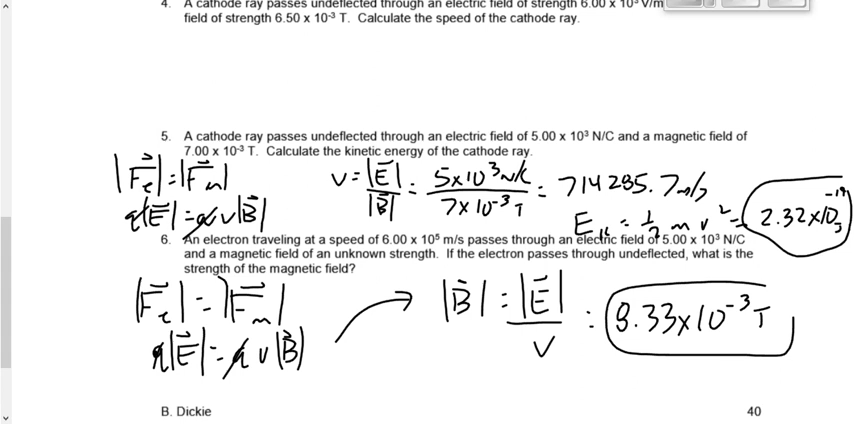 4. A cathode ray passes undeflected through an electric field of strength 6.00 x 10³ V/m
field of strength 6.50 x 10⁻³ T. Calculate the speed of the cathode ray.
5. A cathode ray passes undeflected through an electric field of 5.00 x 10³ N/C and a magnetic field of
7.00 x 10⁻³ T. Calculate the kinetic energy of the cathode ray.
|F⃗e| = |F⃗m| v = |E⃗| / |B⃗| = 5x10³ N/C / 7x10⁻³ T = 714285.7 m/s
q|E⃗| = qv|B⃗| Ek = ½ m v² = 2.32x10⁻¹⁹ J
6. An electron traveling at a speed of 6.00 x 10⁵ m/s passes through an electric field of 5.00 x 10³ N/C
and a magnetic field of an unknown strength. If the electron passes through undeflected, what is the
strength of the magnetic field?
|F⃗e| = |F⃗m| |B⃗| = |E⃗| / v = 8.33x10⁻³ T
q|E⃗| = qv|B⃗|
B. Dickie 40